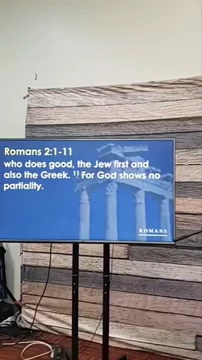 Romans 2:1-11
who does good, the Jew first and
also the Greek. ¹¹ For God shows no
partiality.
ROMANS